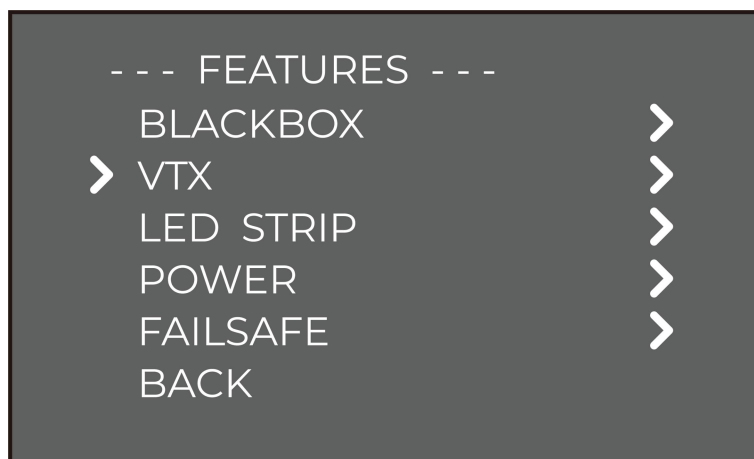 --- FEATURES ---
BLACKBOX >
> VTX >
LED STRIP >
POWER >
FAILSAFE >
BACK